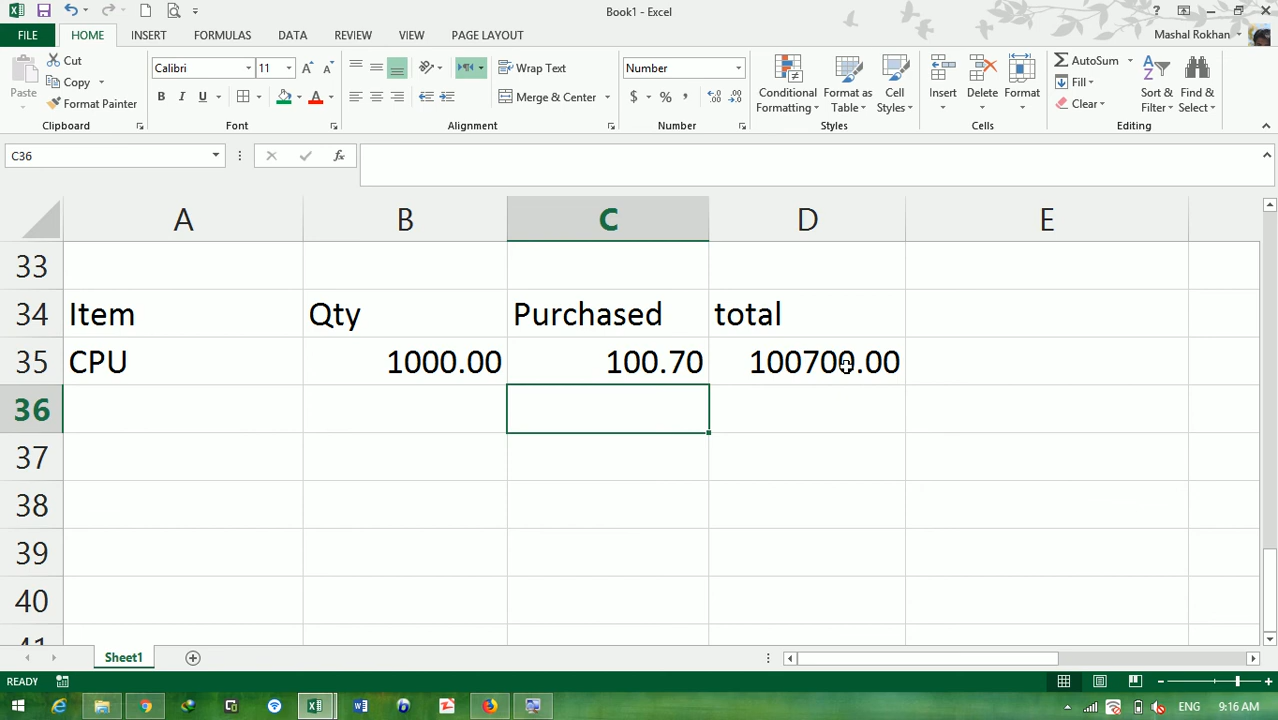 Book1 - Excel
FILE HOME INSERT FORMULAS DATA REVIEW VIEW PAGE LAYOUT Mashal Rokhan
Paste Cut Copy Format Painter
Calibri 11
B I U A
Wrap Text
Merge & Center
Number
$ % ,
Conditional Formatting Format as Table Cell Styles
Insert Delete Format
AutoSum Fill Clear
Sort & Filter Find & Select
Clipboard Font Alignment Number Styles Cells Editing
C36 fx
A B C D E
33
34 Item Qty Purchased total
35 CPU 1000.00 100.70 100700.00
36
37
38
39
40
41
Sheet1
READY
ENG 9:16 AM